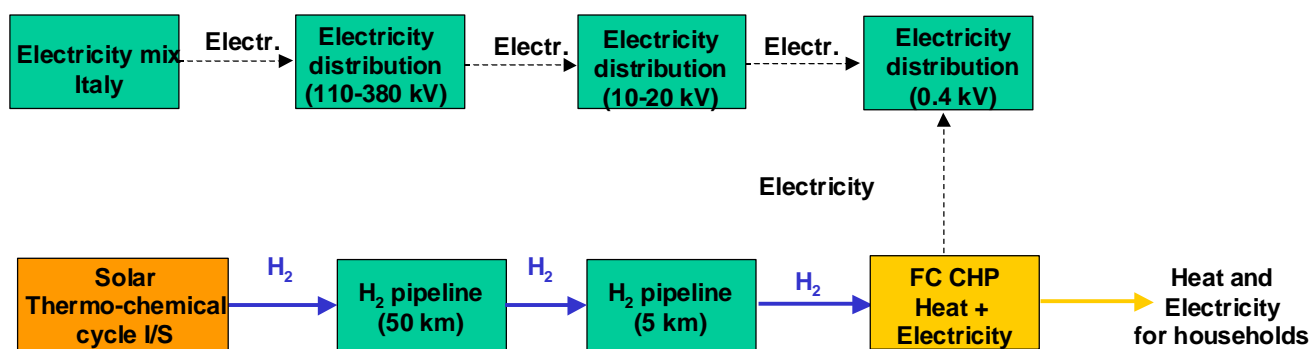 Electricity mix
Italy
Electr.
Electricity
distribution
(110-380 kV)
Electr.
Electricity
distribution
(10-20 kV)
Electr.
Electricity
distribution
(0.4 kV)
Electricity
Solar
Thermo-chemical
cycle I/S
H₂
H₂ pipeline
(50 km)
H₂
H₂ pipeline
(5 km)
H₂
FC CHP
Heat +
Electricity
Heat and
Electricity
for households